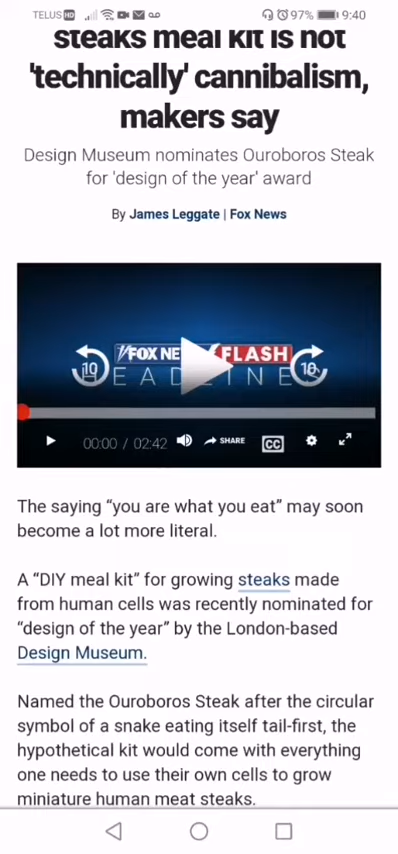 TELUS HD 97% 9:40
steaks meal kit is not
'technically' cannibalism,
makers say
Design Museum nominates Ouroboros Steak
for 'design of the year' award
By James Leggate | Fox News
FOX NE FLASH
EADLINE
10 10
00:00 / 02:42 SHARE CC
The saying “you are what you eat” may soon
become a lot more literal.
A “DIY meal kit” for growing steaks made
from human cells was recently nominated for
“design of the year” by the London-based
Design Museum.
Named the Ouroboros Steak after the circular
symbol of a snake eating itself tail-first, the
hypothetical kit would come with everything
one needs to use their own cells to grow
miniature human meat steaks.